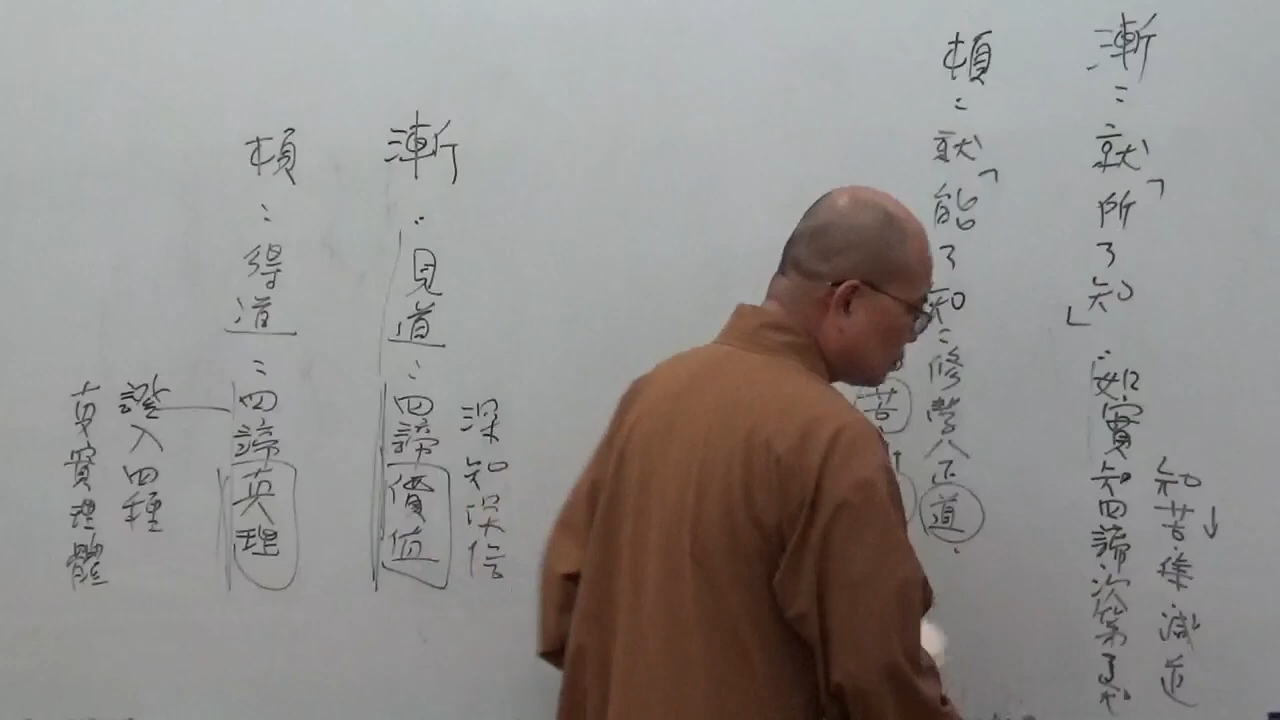 漸：就「所了知」：如實知四諦次第了知
知苦集滅道
頓：就「能了知：修學八正道．
苦
漸：見道：四諦價值
深知深信
頓：得道：四諦真理
證入四種
真實理體